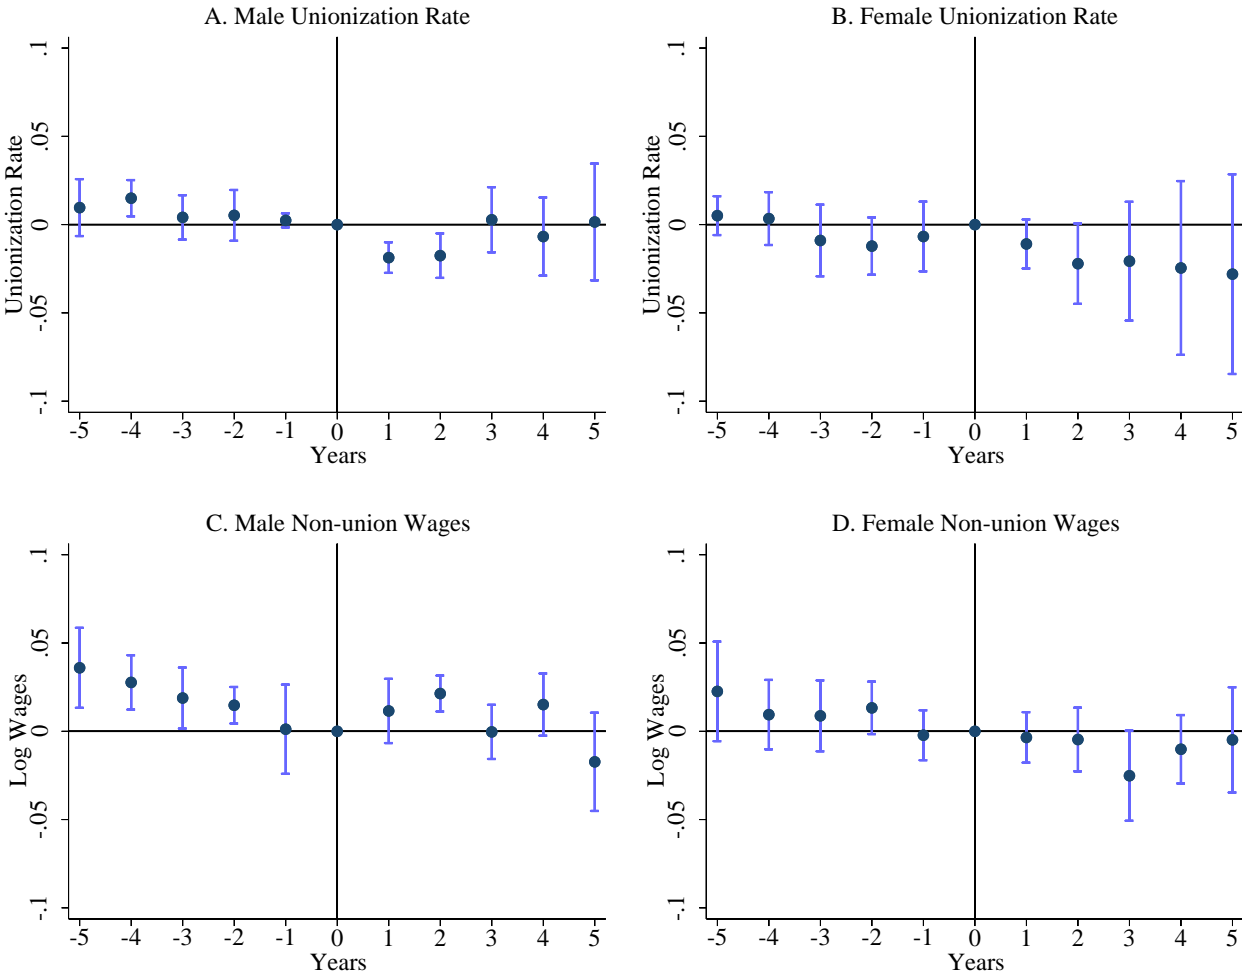 A. Male Unionization Rate
Unionization Rate
.1
.05
0
-.05
-.1
-5 -4 -3 -2 -1 0 1 2 3 4 5
Years
B. Female Unionization Rate
Unionization Rate
.1
.05
0
-.05
-.1
-5 -4 -3 -2 -1 0 1 2 3 4 5
Years
C. Male Non-union Wages
Log Wages
.1
.05
0
-.05
-.1
-5 -4 -3 -2 -1 0 1 2 3 4 5
Years
D. Female Non-union Wages
Log Wages
.1
.05
0
-.05
-.1
-5 -4 -3 -2 -1 0 1 2 3 4 5
Years